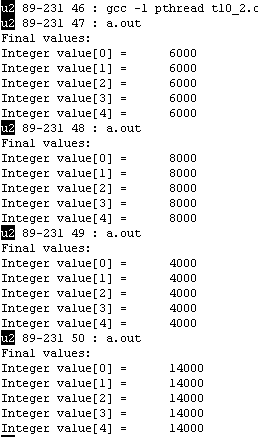 u2 89-231 46 : gcc -l pthread t10_2.c
u2 89-231 47 : a.out
Final values:
Integer value[0] = 6000
Integer value[1] = 6000
Integer value[2] = 6000
Integer value[3] = 6000
Integer value[4] = 6000
u2 89-231 48 : a.out
Final values:
Integer value[0] = 8000
Integer value[1] = 8000
Integer value[2] = 8000
Integer value[3] = 8000
Integer value[4] = 8000
u2 89-231 49 : a.out
Final values:
Integer value[0] = 4000
Integer value[1] = 4000
Integer value[2] = 4000
Integer value[3] = 4000
Integer value[4] = 4000
u2 89-231 50 : a.out
Final values:
Integer value[0] = 14000
Integer value[1] = 14000
Integer value[2] = 14000
Integer value[3] = 14000
Integer value[4] = 14000